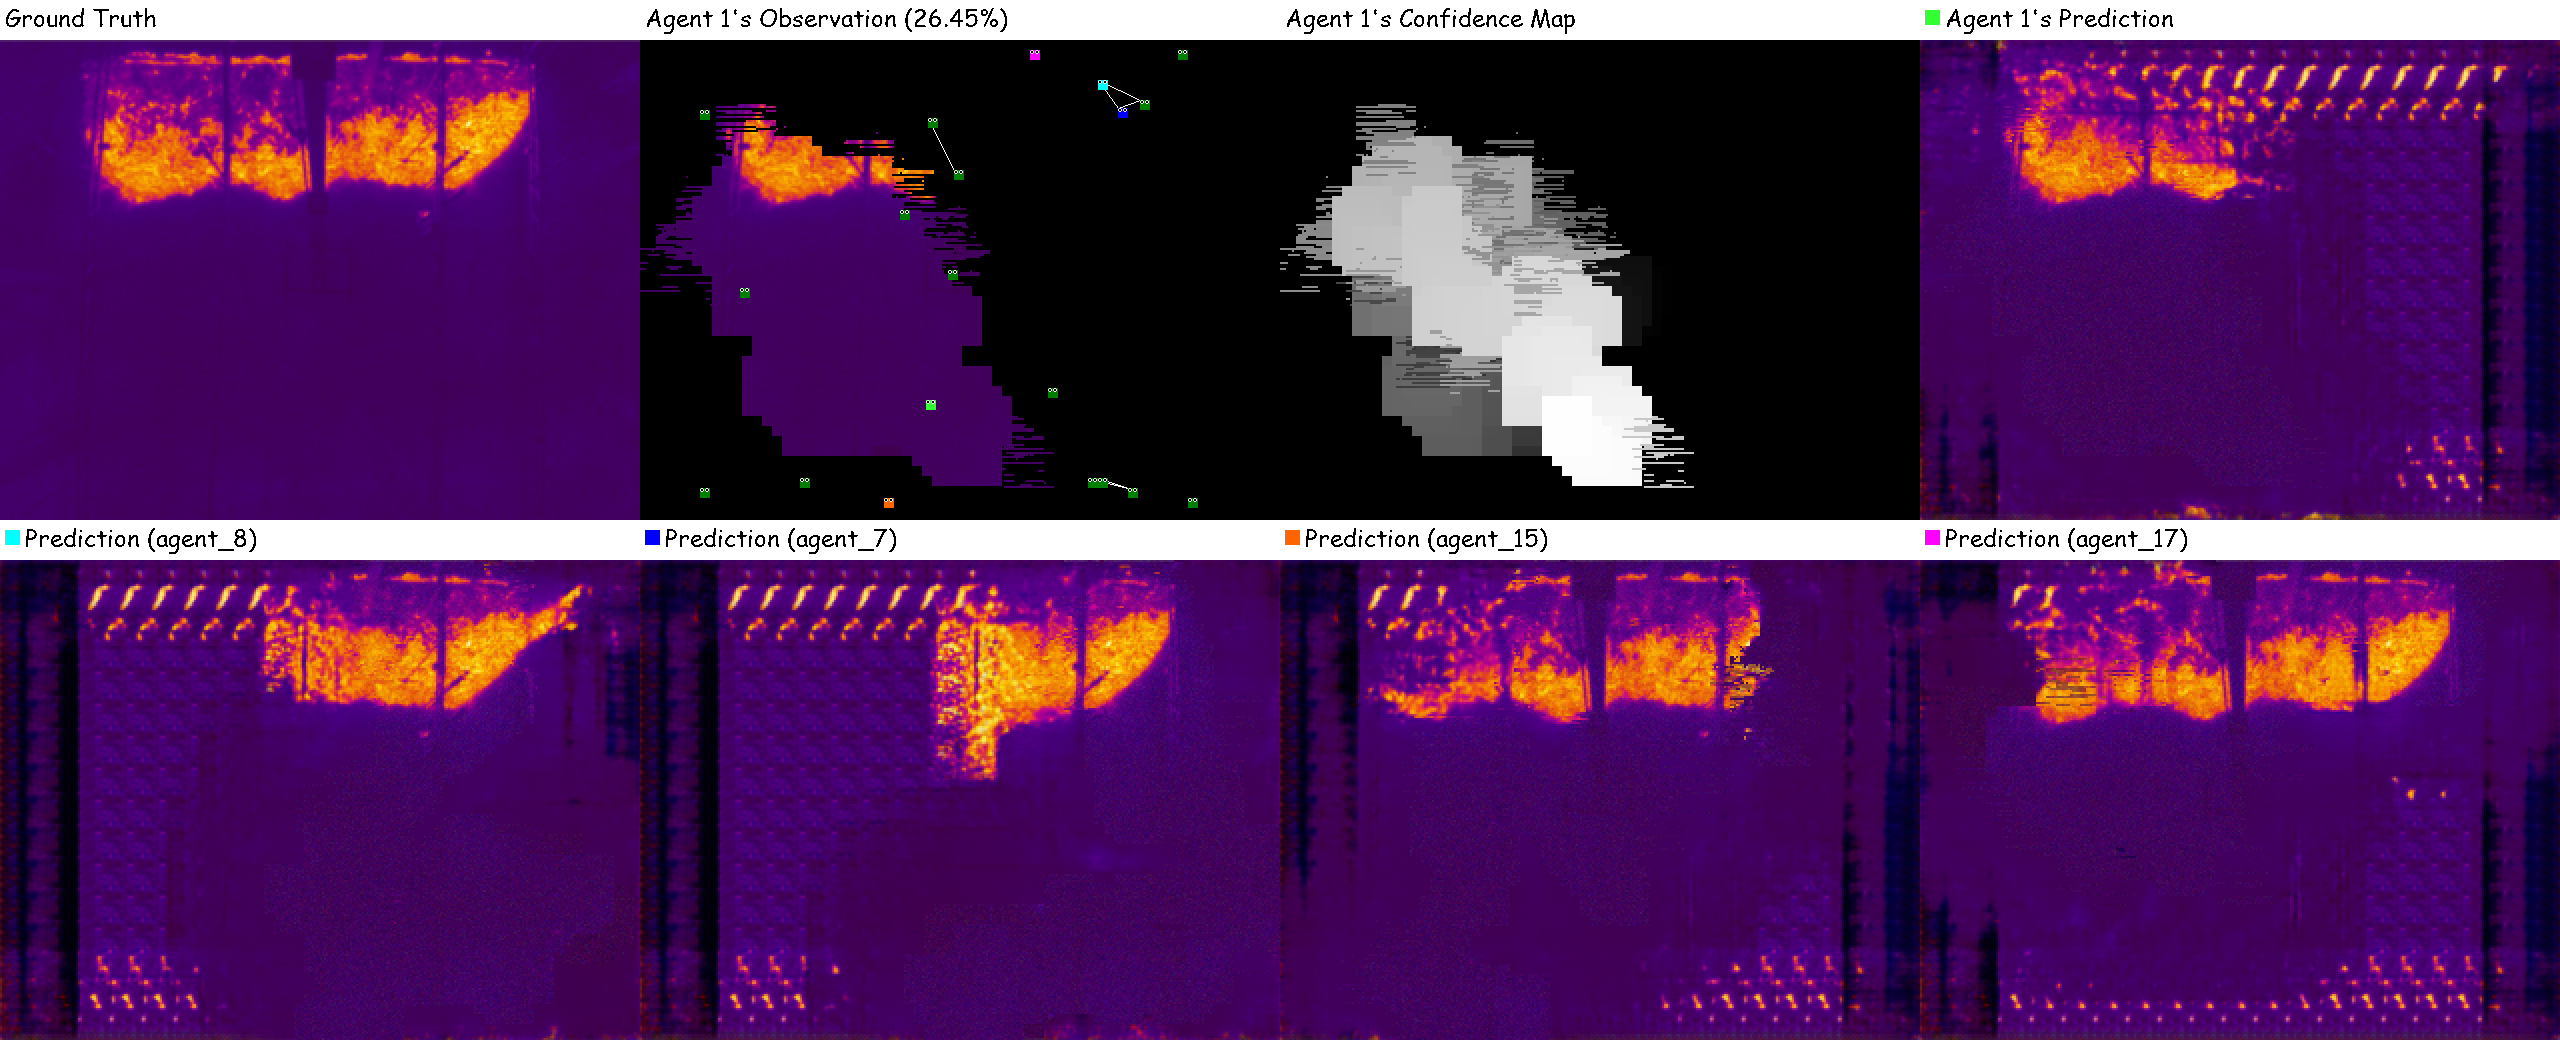 Ground Truth
Agent 1's Observation (26.45%)
Agent 1's Confidence Map
Agent 1's Prediction
Prediction (agent_8)
Prediction (agent_7)
Prediction (agent_15)
Prediction (agent_17)